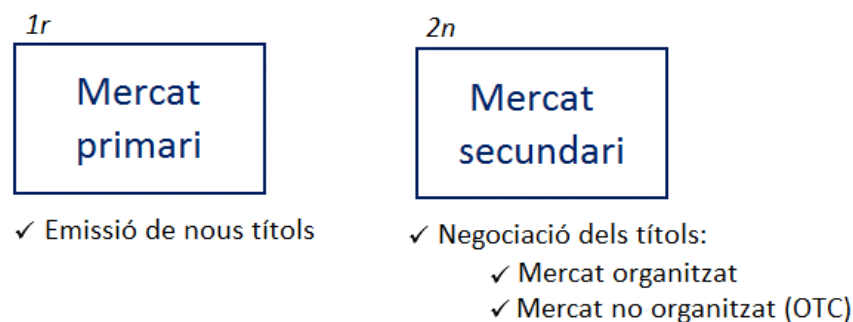 1r
Mercat
primari
✓ Emissió de nous títols
2n
Mercat
secundari
✓ Negociació dels títols:
✓ Mercat organitzat
✓ Mercat no organitzat (OTC)